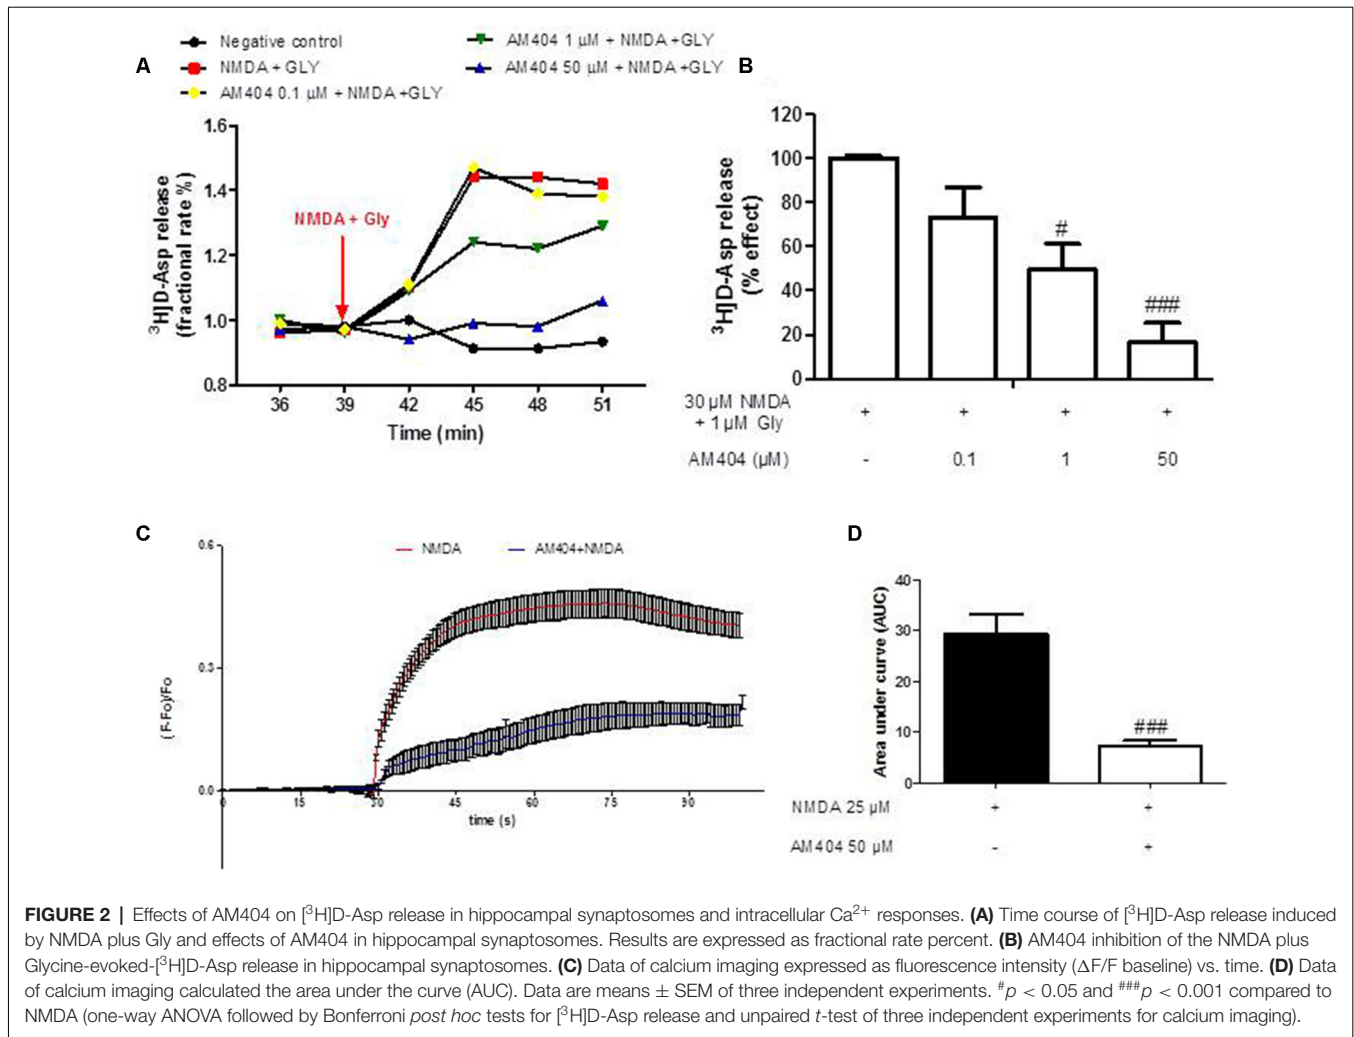 Negative control
NMDA + GLY
AM404 0.1 µM + NMDA +GLY
AM404 1 µM + NMDA +GLY
AM404 50 µM + NMDA +GLY
A
1.6
1.4
1.2
1.0
0.8
³H]D-Asp release
(fractional rate %)
NMDA + Gly
36 39 42 45 48 51
Time (min)
B
120
100
80
60
40
20
0
³H]D-Asp release
(% effect)
#
###
30 µM NMDA
+ 1 µM Gly
+ + + +
AM404 (µM) - 0.1 1 50
C
0.6
0.3
0.0
(F-Fo)/Fo
NMDA
AM404+NMDA
0 15 30 45 60 75 90
time (s)
D
40
30
20
10
0
Area under curve (AUC)
###
NMDA 25 µM + +
AM404 50 µM - +
FIGURE 2 | Effects of AM404 on [³H]D-Asp release in hippocampal synaptosomes and intracellular Ca²⁺ responses. (A) Time course of [³H]D-Asp release induced
by NMDA plus Gly and effects of AM404 in hippocampal synaptosomes. Results are expressed as fractional rate percent. (B) AM404 inhibition of the NMDA plus
Glycine-evoked-[³H]D-Asp release in hippocampal synaptosomes. (C) Data of calcium imaging expressed as fluorescence intensity (ΔF/F baseline) vs. time. (D) Data
of calcium imaging calculated the area under the curve (AUC). Data are means ± SEM of three independent experiments. #p < 0.05 and ###p < 0.001 compared to
NMDA (one-way ANOVA followed by Bonferroni post hoc tests for [³H]D-Asp release and unpaired t-test of three independent experiments for calcium imaging).